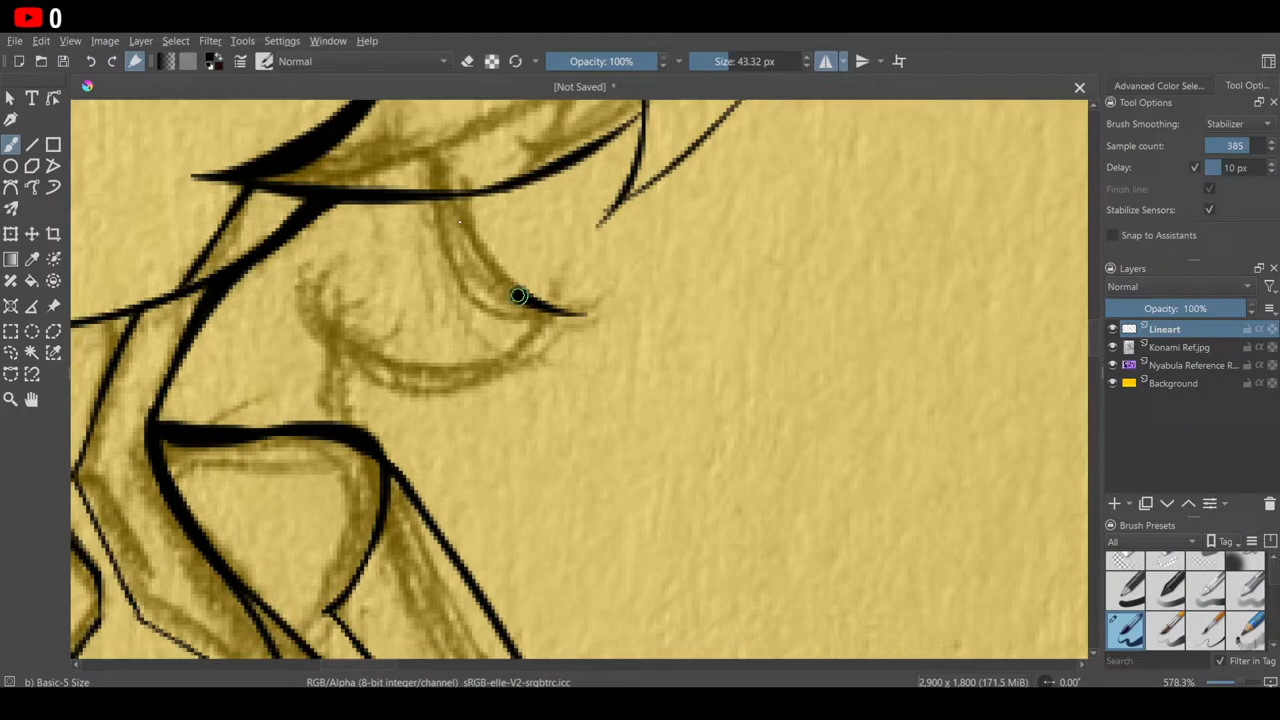 0
File Edit View Image Layer Select Filter Tools Settings Window Help
Normal Opacity: 100% Size: 43.32 px
[Not Saved] *
Advanced Color Sele... Tool Opti...
Tool Options
Brush Smoothing: Stabilizer
Sample count: 385
Delay: 10 px
Finish line:
Stabilize Sensors:
Snap to Assistants
Layers
Normal
Opacity: 100%
Lineart
Konami Ref.jpg
Nyabula Reference R...
Background
Brush Presets
All Tag
Search Filter in Tag
b) Basic-5 Size RGB/Alpha (8-bit integer/channel) sRGB-elle-V2-srgbtrc.icc 2,900 x 1,800 (171.5 MiB) 0.00° 578.3%